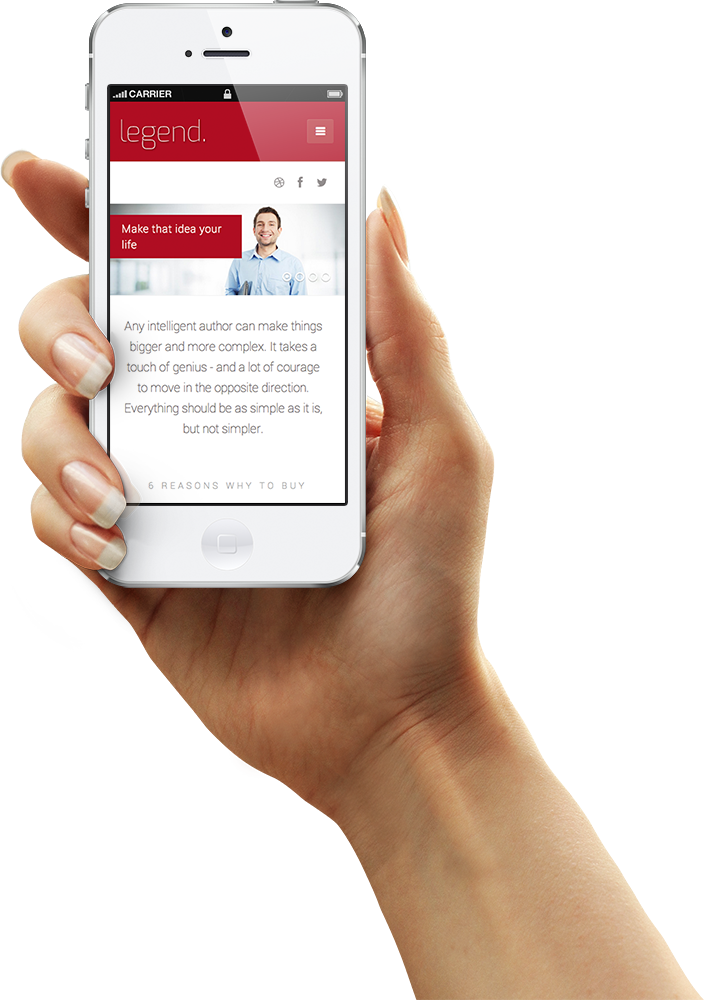 CARRIER
legend.
Make that idea your
life
Any intelligent author can make things
bigger and more complex. It takes a
touch of genius - and a lot of courage
to move in the opposite direction.
Everything should be as simple as it is,
but not simpler.
6 REASONS WHY TO BUY